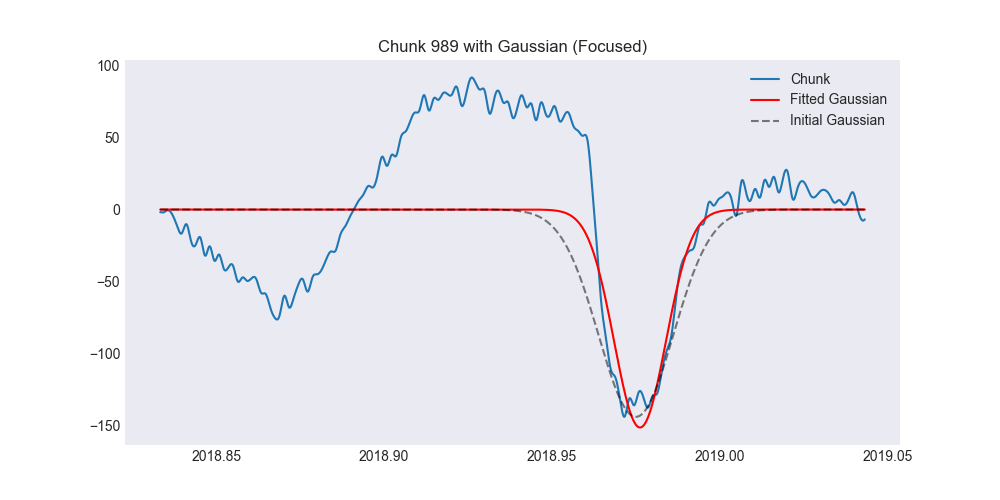 Chunk 989 with Gaussian (Focused)
100
50
0
−50
−100
−150
Chunk
Fitted Gaussian
Initial Gaussian
2018.85
2018.90
2018.95
2019.00
2019.05